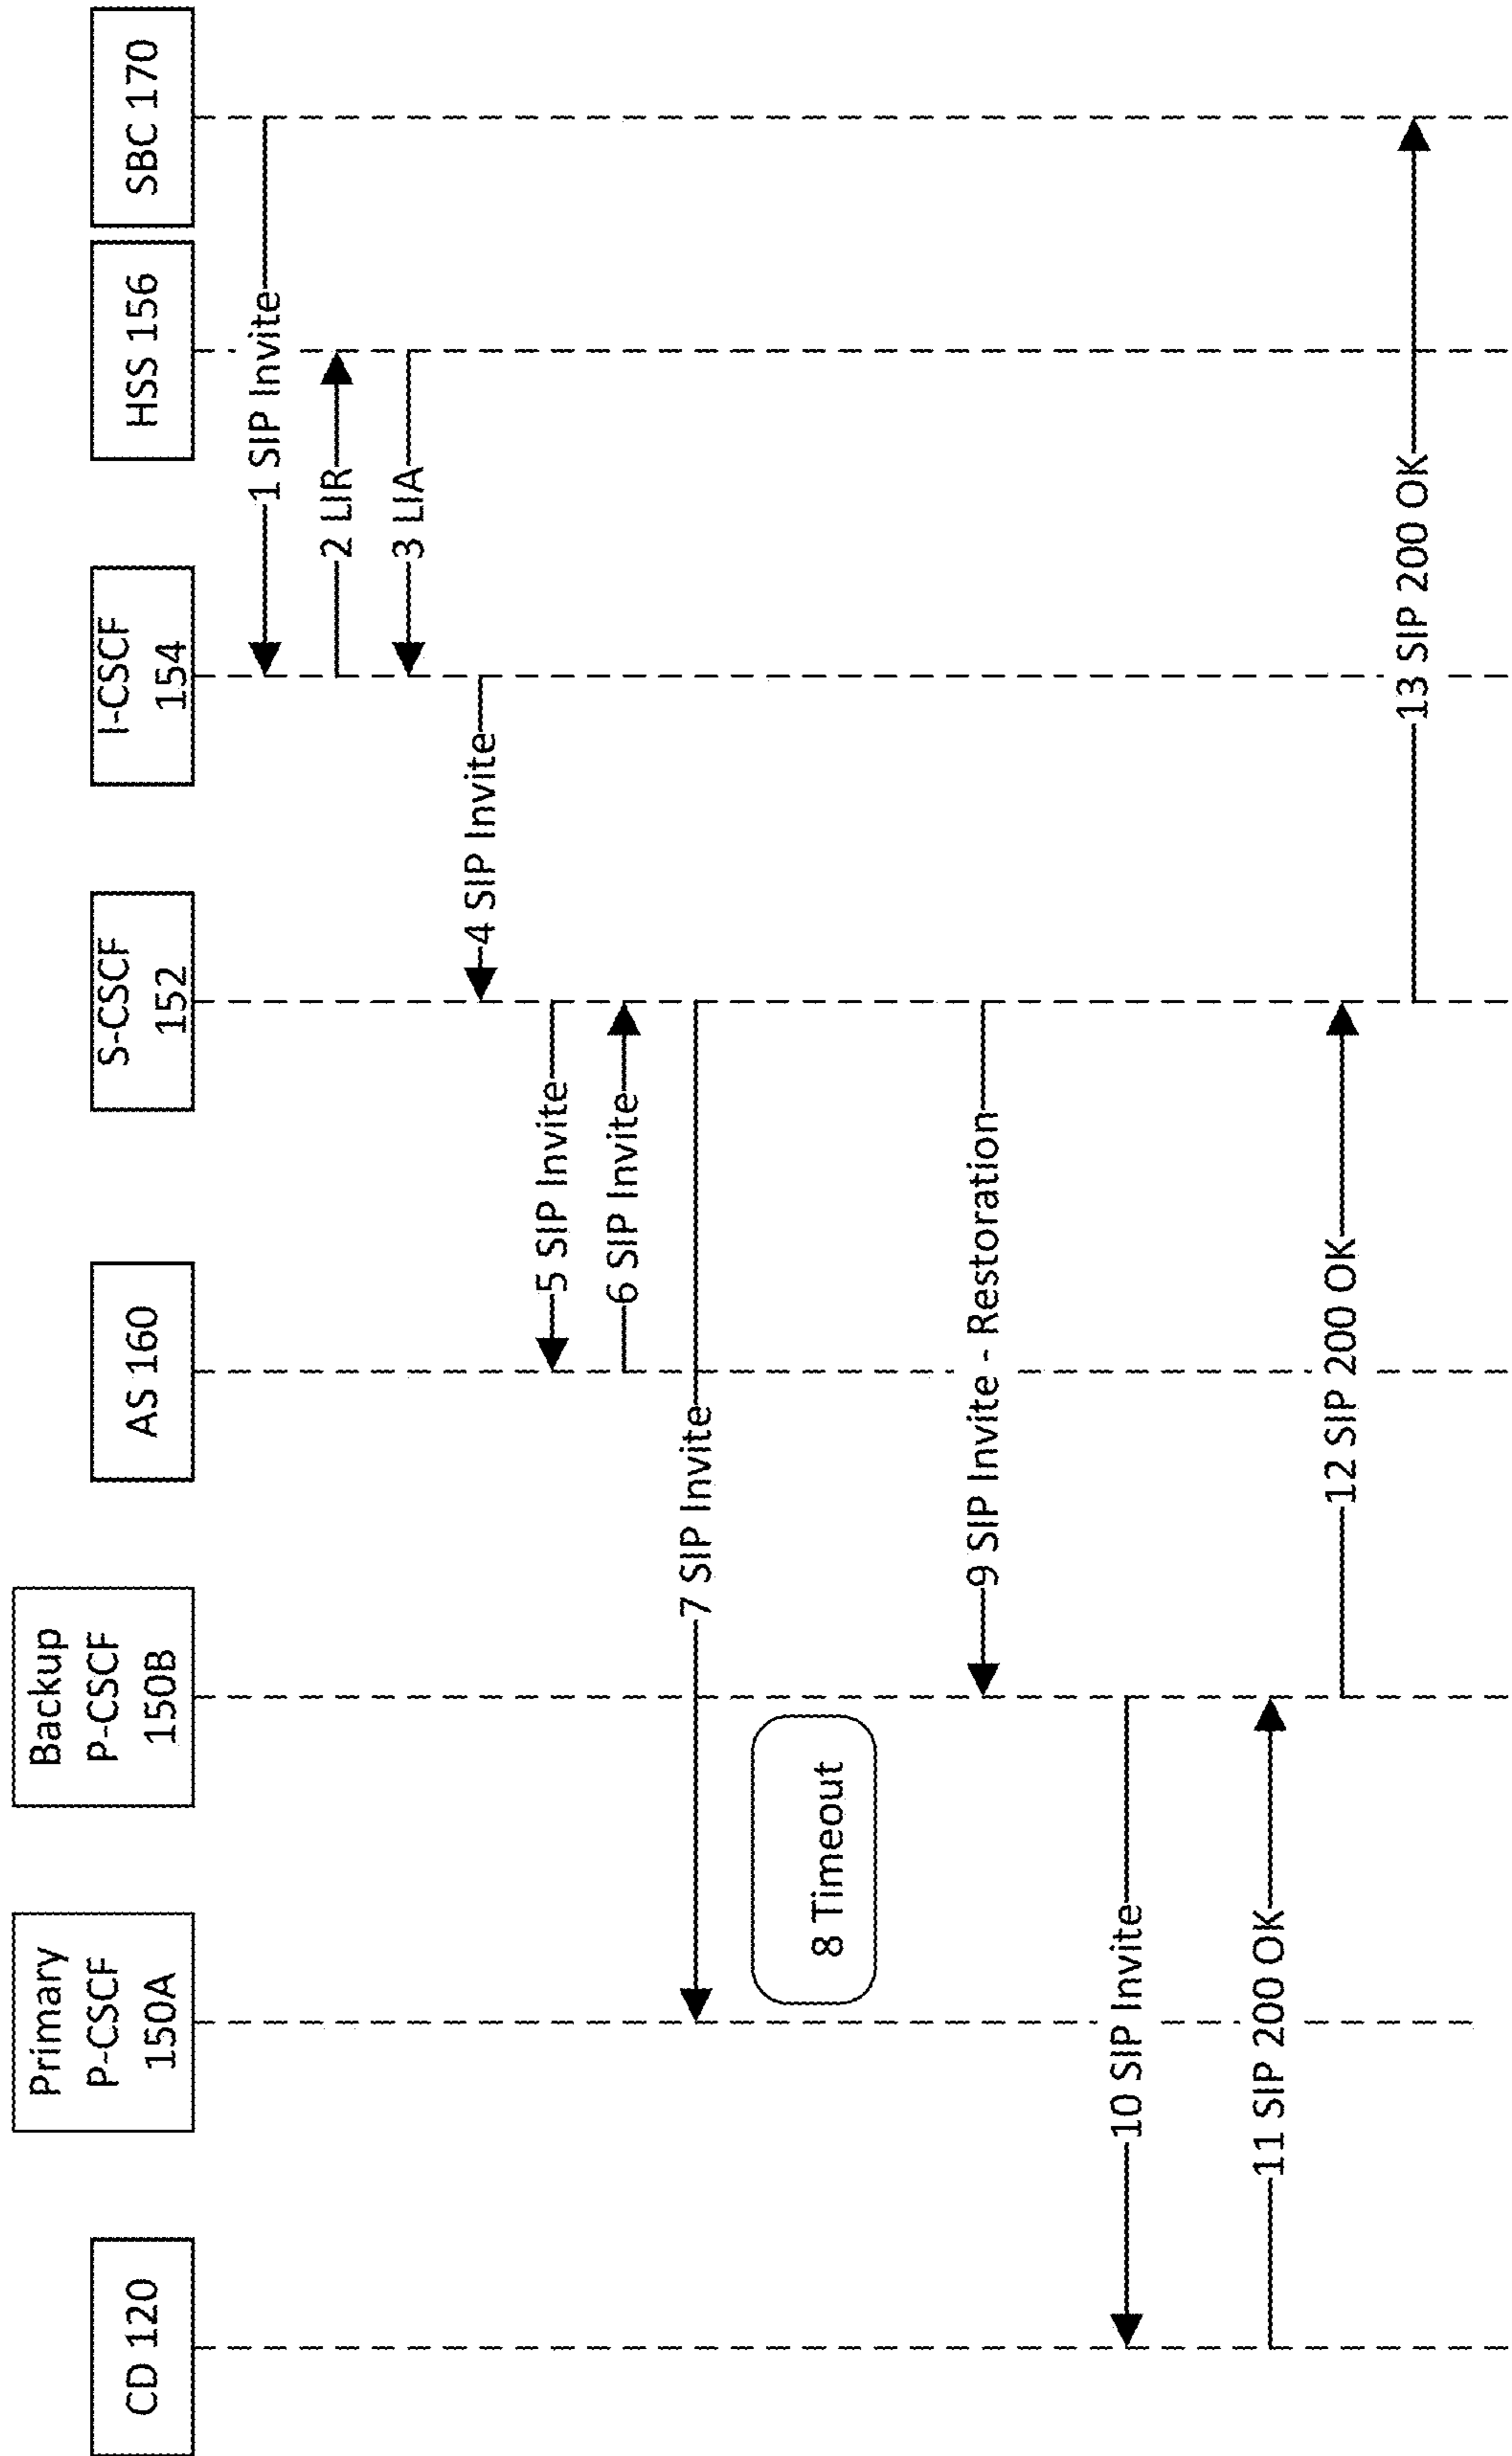 CD 120
Primary
P-CSCF
150A
Backup
P-CSCF
150B
AS 160
S-CSCF
152
I-CSCF
154
HSS 156
SBC 170
1 SIP Invite
2 LIR
3 LIA
4 SIP Invite
5 SIP Invite
6 SIP Invite
7 SIP Invite
8 Timeout
9 SIP Invite - Restoration
10 SIP Invite
11 SIP 200 OK
12 SIP 200 OK
13 SIP 200 OK